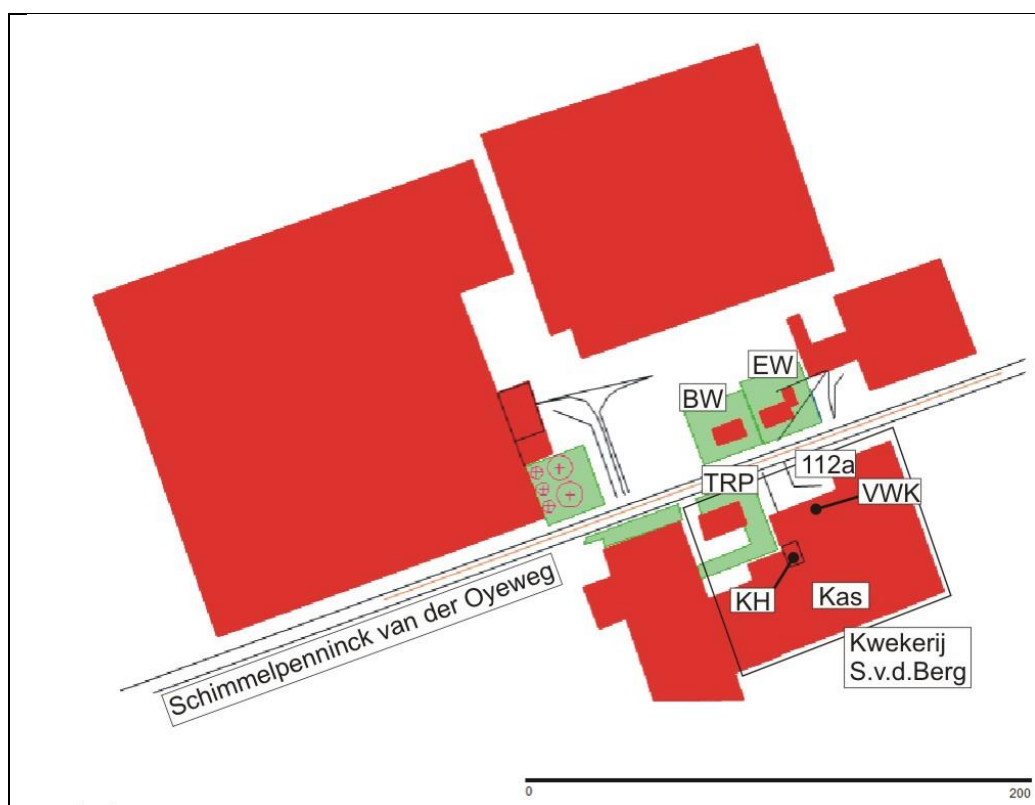 EW
BW
112a
TRP
VWK
KH
Kas
Schimmelpenninck van der Oyeweg
Kwekerij
S.v.d.Berg
0
200